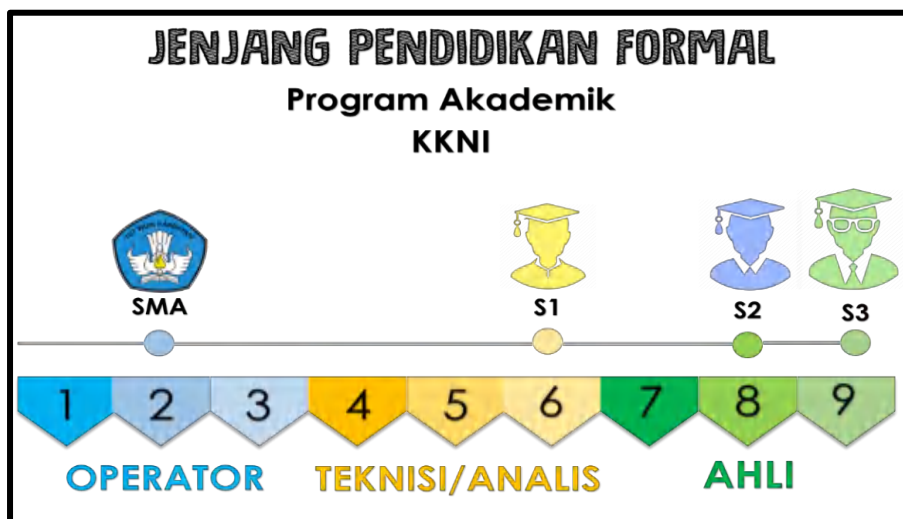 JENJANG PENDIDIKAN FORMAL
Program Akademik
KKNI
SMA
S1
S2
S3
1 2 3 4 5 6 7 8 9
OPERATOR TEKNISI/ANALIS AHLI